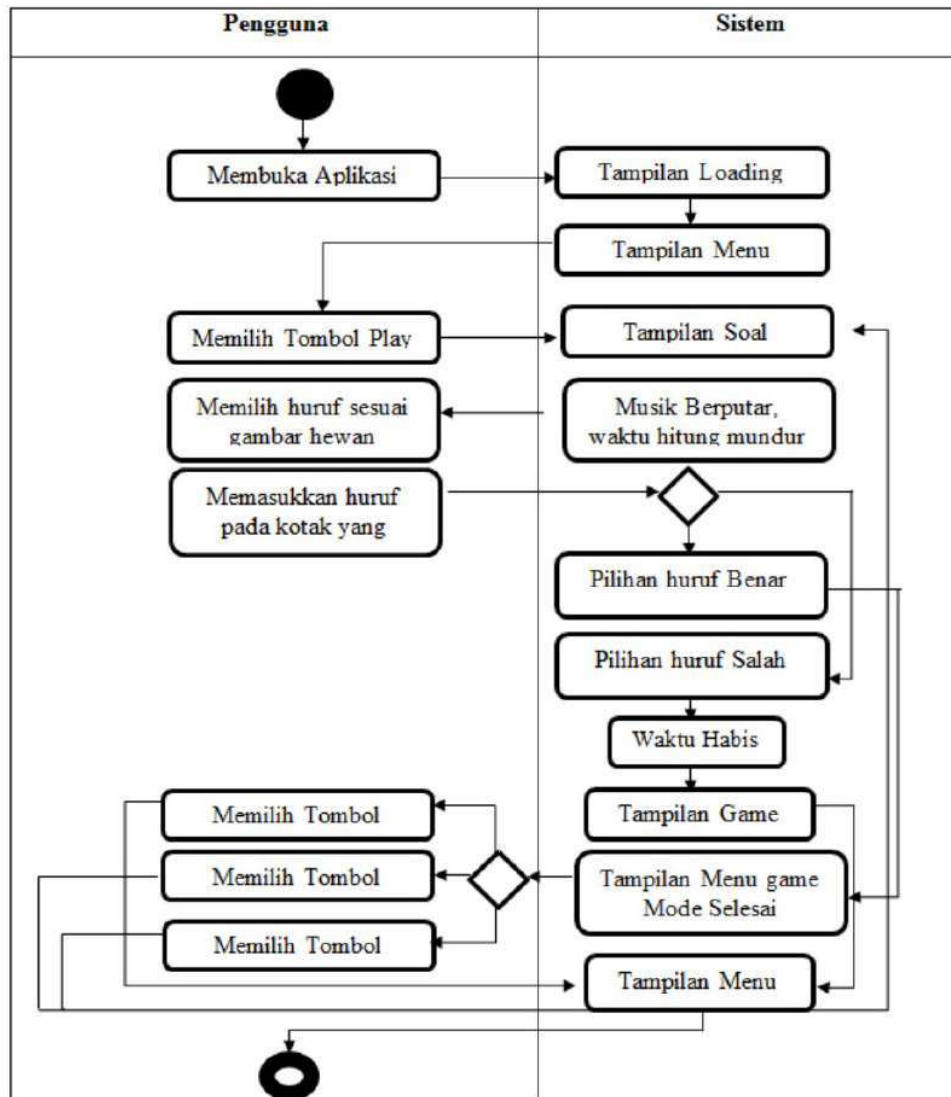 Pengguna
Sistem
Membuka Aplikasi
Tampilan Loading
Tampilan Menu
Memilih Tombol Play
Tampilan Soal
Memilih huruf sesuai
gambar hewan
Musik Berputar,
waktu hitung mundur
Memasukkan huruf
pada kotak yang
Pilihan huruf Benar
Pilihan huruf Salah
Waktu Habis
Memilih Tombol
Tampilan Game
Memilih Tombol
Tampilan Menu game
Mode Selesai
Memilih Tombol
Tampilan Menu